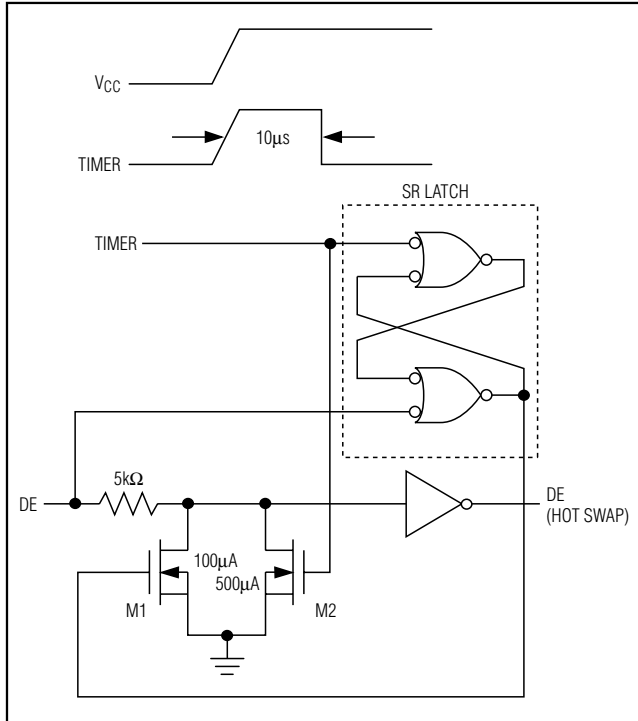 VCC
10µs
TIMER
SR LATCH
TIMER
5kΩ
DE
DE
(HOT SWAP)
100µA
500µA
M1
M2